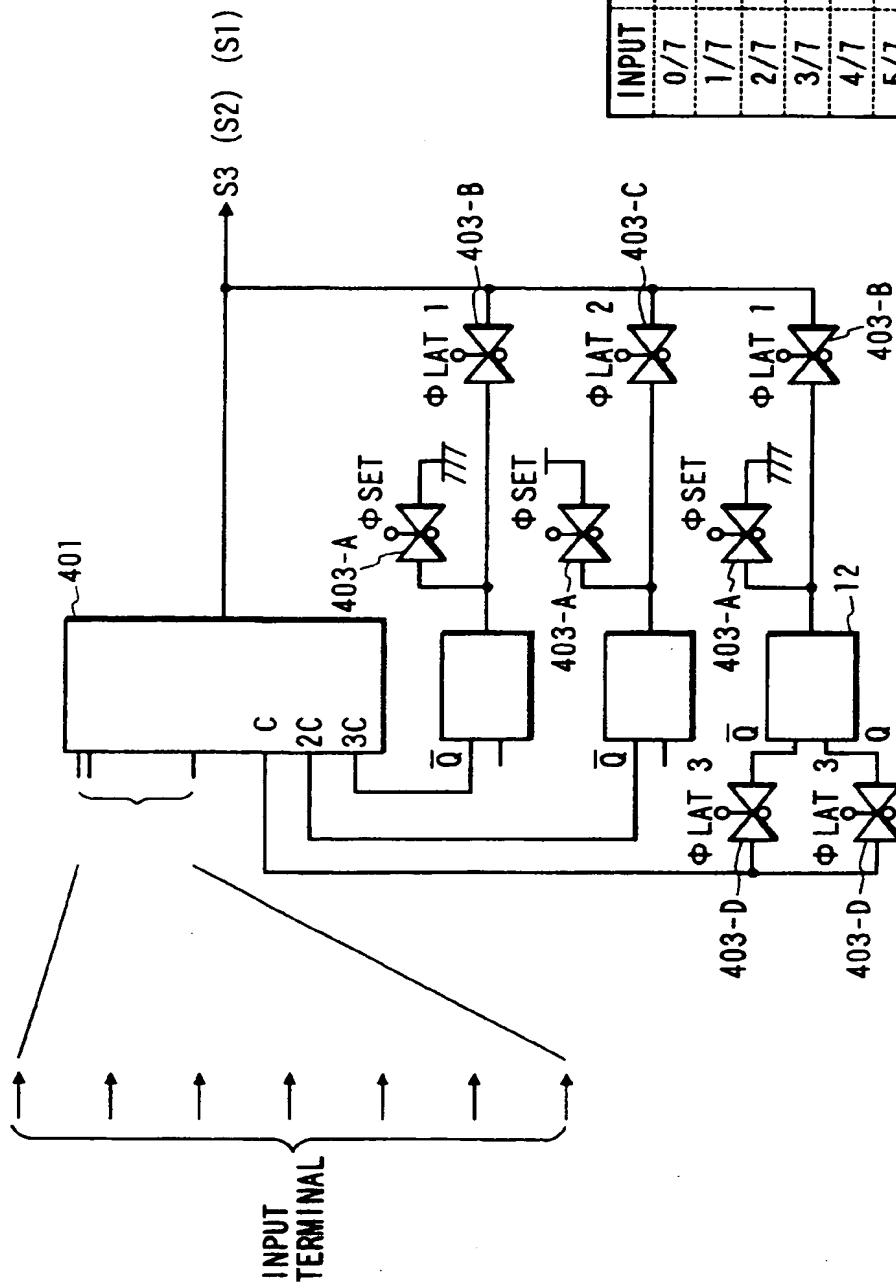 S3 (S2) (S1)
INPUT
0/7
1/7
2/7
3/7
4/7
401
C
2C
3C
403-A
Φ SET
Φ LAT 1
403-B
Q̅
403-A
Φ SET
Φ LAT 2
403-C
Q̅
403-A
Φ SET
Φ LAT 1
403-B
12
Q̅
Q
Φ LAT 3
Φ LAT 3
403-D
403-D
INPUT
TERMINAL